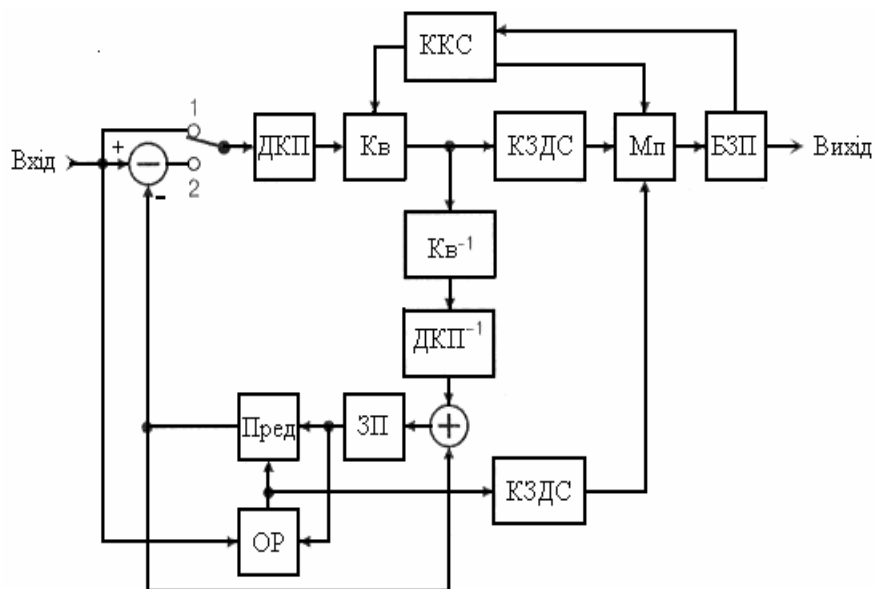 ККС
1
Вхід
+
−
2
-
ДКП
Кв
КЗДС
Мп
БЗП
Вихід
Кв⁻¹
ДКП⁻¹
Пред
ЗП
+
КЗДС
ОР